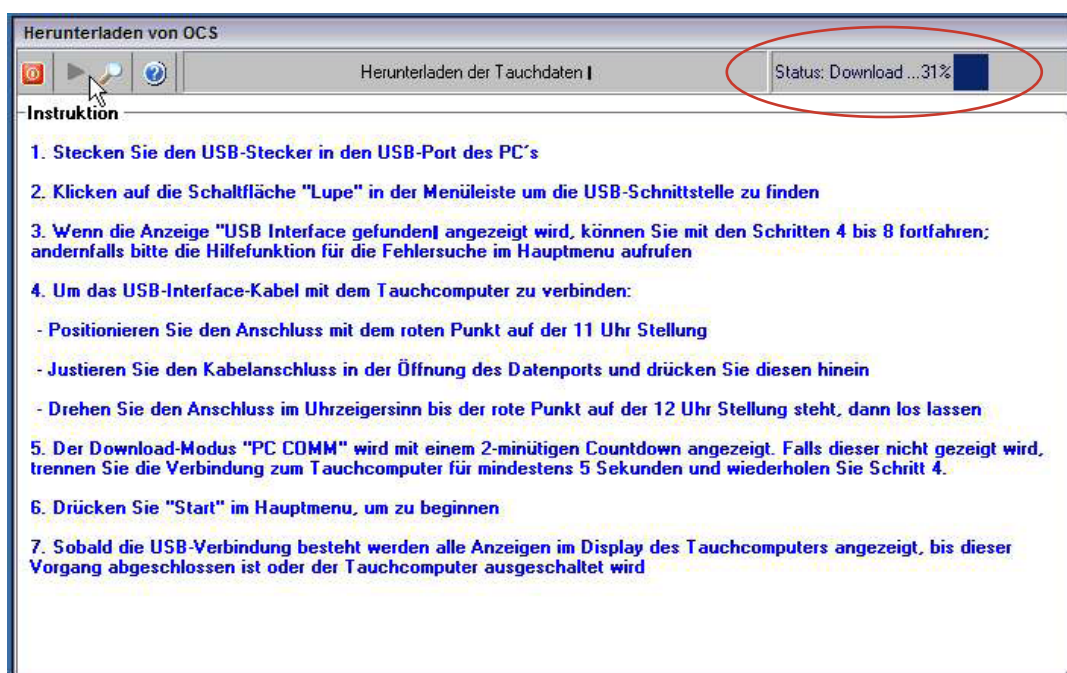 Herunterladen von OCS
Herunterladen der Tauchdaten
Status: Download ...31%
Instruktion
1. Stecken Sie den USB-Stecker in den USB-Port des PC´s
2. Klicken auf die Schaltfläche "Lupe" in der Menüleiste um die USB-Schnittstelle zu finden
3. Wenn die Anzeige "USB Interface gefunden angezeigt wird, können Sie mit den Schritten 4 bis 8 fortfahren;
andernfalls bitte die Hilfefunktion für die Fehlersuche im Hauptmenu aufrufen
4. Um das USB-Interface-Kabel mit dem Tauchcomputer zu verbinden:
- Positionieren Sie den Anschluss mit dem roten Punkt auf der 11 Uhr Stellung
- Justieren Sie den Kabelanschluss in der Öffnung des Datenports und drücken Sie diesen hinein
- Drehen Sie den Anschluss im Uhrzeigersinn bis der rote Punkt auf der 12 Uhr Stellung steht, dann los lassen
5. Der Download-Modus "PC COMM" wird mit einem 2-minütigen Countdown angezeigt. Falls dieser nicht gezeigt wird,
trennen Sie die Verbindung zum Tauchcomputer für mindestens 5 Sekunden und wiederholen Sie Schritt 4.
6. Drücken Sie "Start" im Hauptmenu, um zu beginnen
7. Sobald die USB-Verbindung besteht werden alle Anzeigen im Display des Tauchcomputers angezeigt, bis dieser
Vorgang abgeschlossen ist oder der Tauchcomputer ausgeschaltet wird